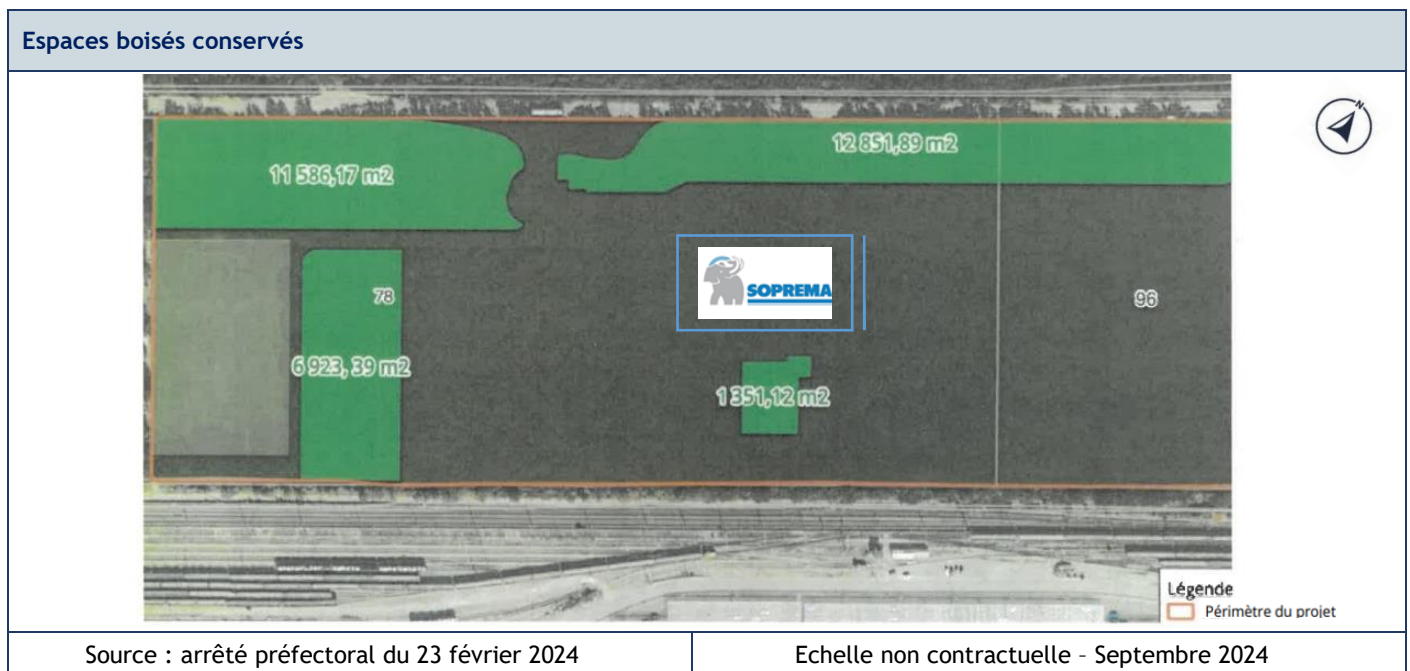 Espaces boisés conservés
N
12 851,89 m2
11 586,17 m2
SOPREMA
78
96
6 923, 39 m2
1 351,12 m2
Légende
Périmètre du projet
Source : arrêté préfectoral du 23 février 2024
Echelle non contractuelle – Septembre 2024